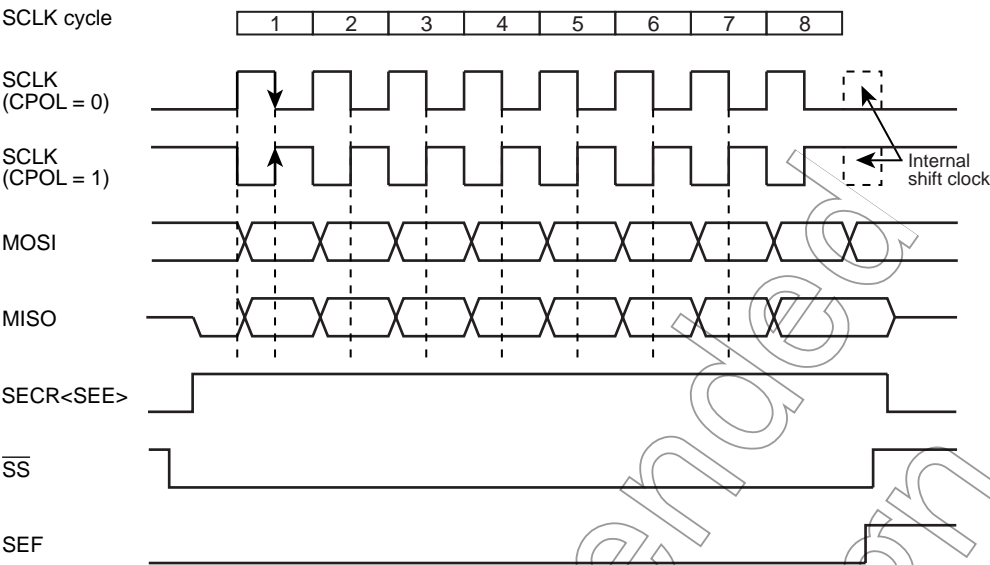 SCLK cycle
1 2 3 4 5 6 7 8
SCLK
(CPOL = 0)
SCLK
(CPOL = 1)
Internal
shift clock
MOSI
MISO
SECR<SEE>
SS
SEF